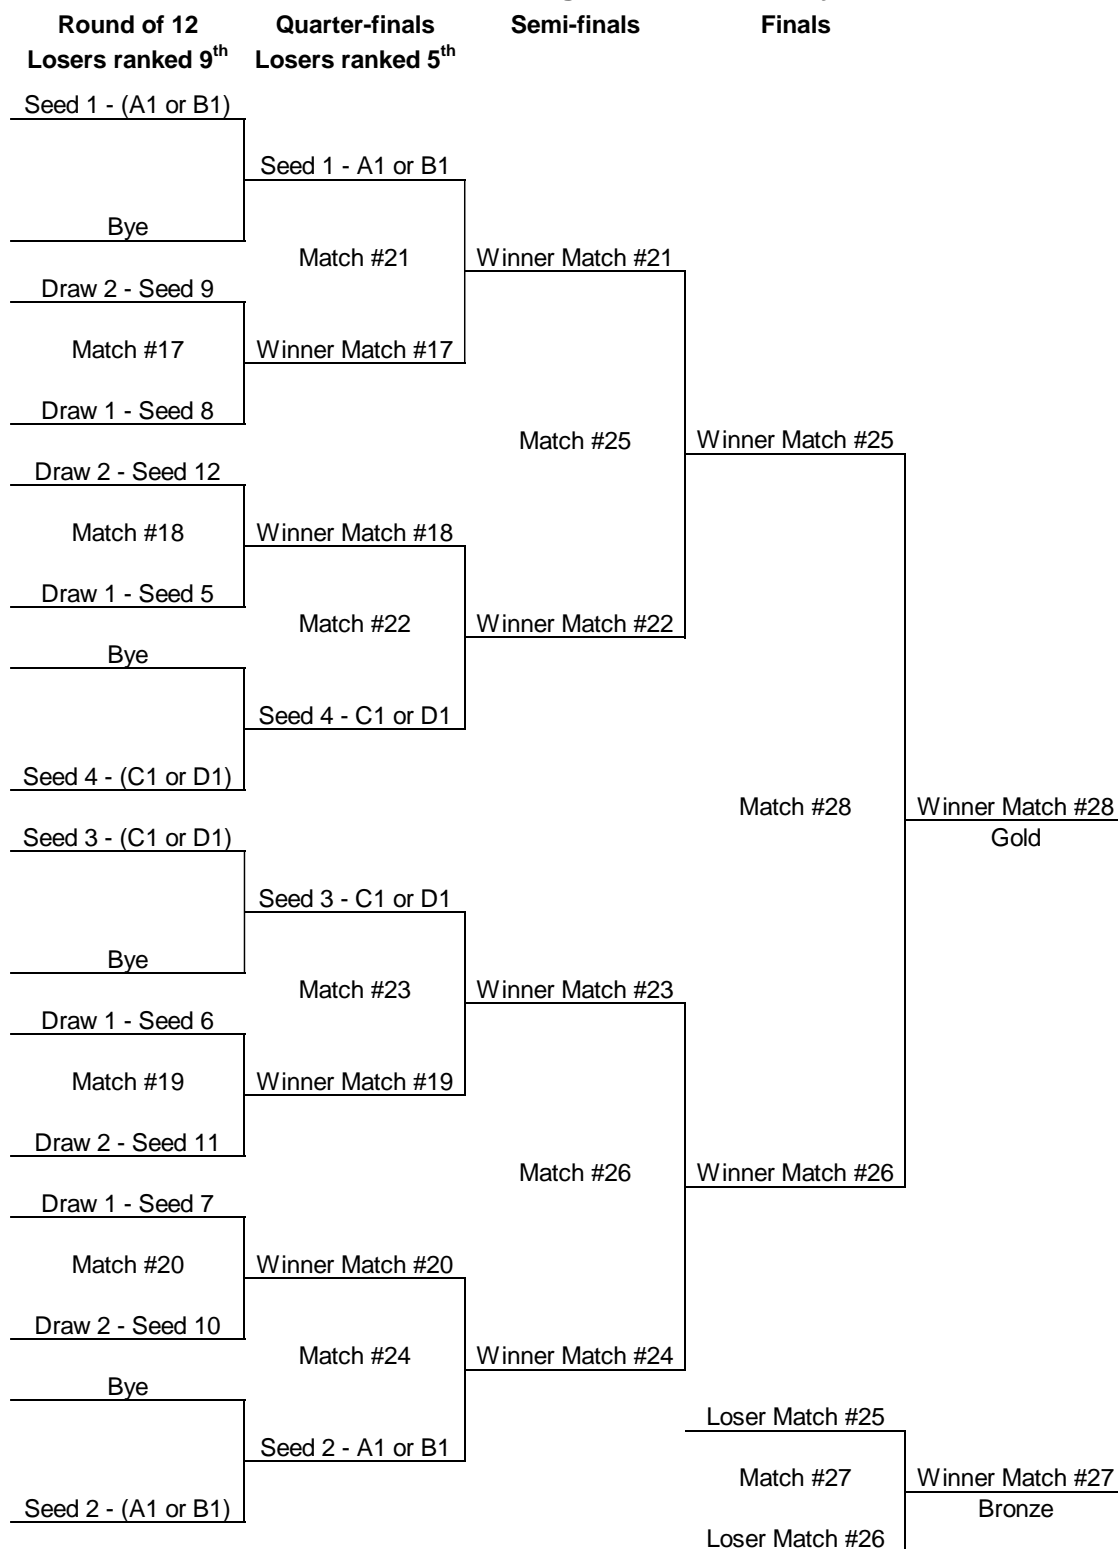 Round of 12 Quarter-finals Semi-finals Finals
Losers ranked 9th Losers ranked 5th
Seed 1 - (A1 or B1)
Seed 1 - A1 or B1
Bye
Match #21 Winner Match #21
Draw 2 - Seed 9
Match #17 Winner Match #17
Draw 1 - Seed 8
Match #25 Winner Match #25
Draw 2 - Seed 12
Match #18 Winner Match #18
Draw 1 - Seed 5
Match #22 Winner Match #22
Bye
Seed 4 - C1 or D1
Seed 4 - (C1 or D1)
Match #28 Winner Match #28
Seed 3 - (C1 or D1) Gold
Seed 3 - C1 or D1
Bye
Match #23 Winner Match #23
Draw 1 - Seed 6
Match #19 Winner Match #19
Draw 2 - Seed 11
Match #26 Winner Match #26
Draw 1 - Seed 7
Match #20 Winner Match #20
Draw 2 - Seed 10
Match #24 Winner Match #24
Bye
Loser Match #25
Seed 2 - A1 or B1
Match #27 Winner Match #27
Seed 2 - (A1 or B1) Bronze
Loser Match #26